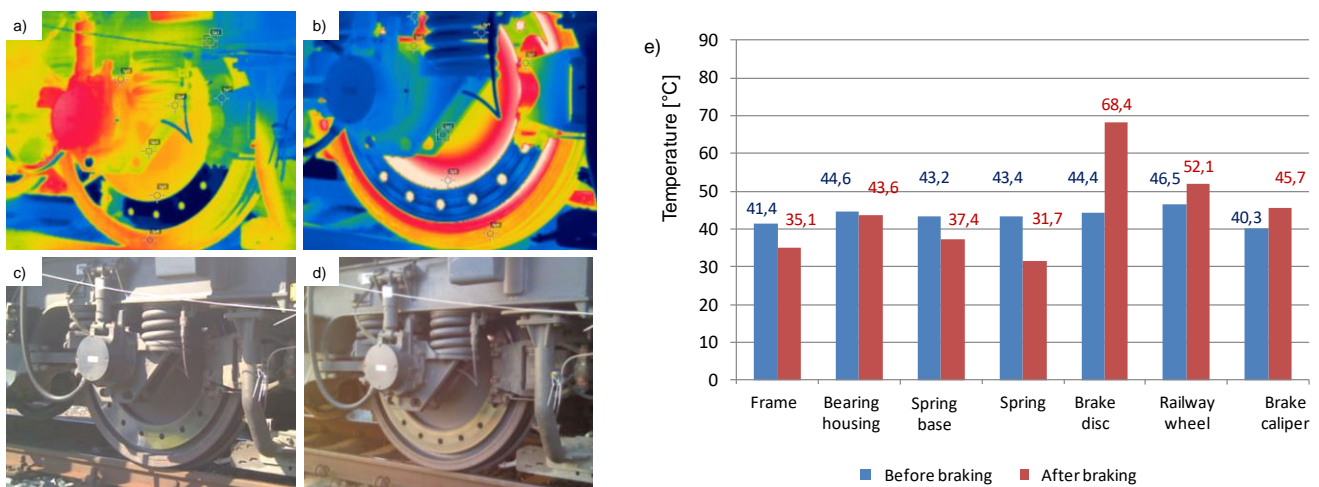 a)
b)
c)
d)
e)
Temperature [°C]
90
80
70
60
50
40
30
20
10
0
41,4
35,1
44,6
43,6
43,2
37,4
43,4
31,7
44,4
68,4
46,5
52,1
40,3
45,7
Frame
Bearing
housing
Spring
base
Spring
Brake
disc
Railway
wheel
Brake
caliper
Before braking
After braking